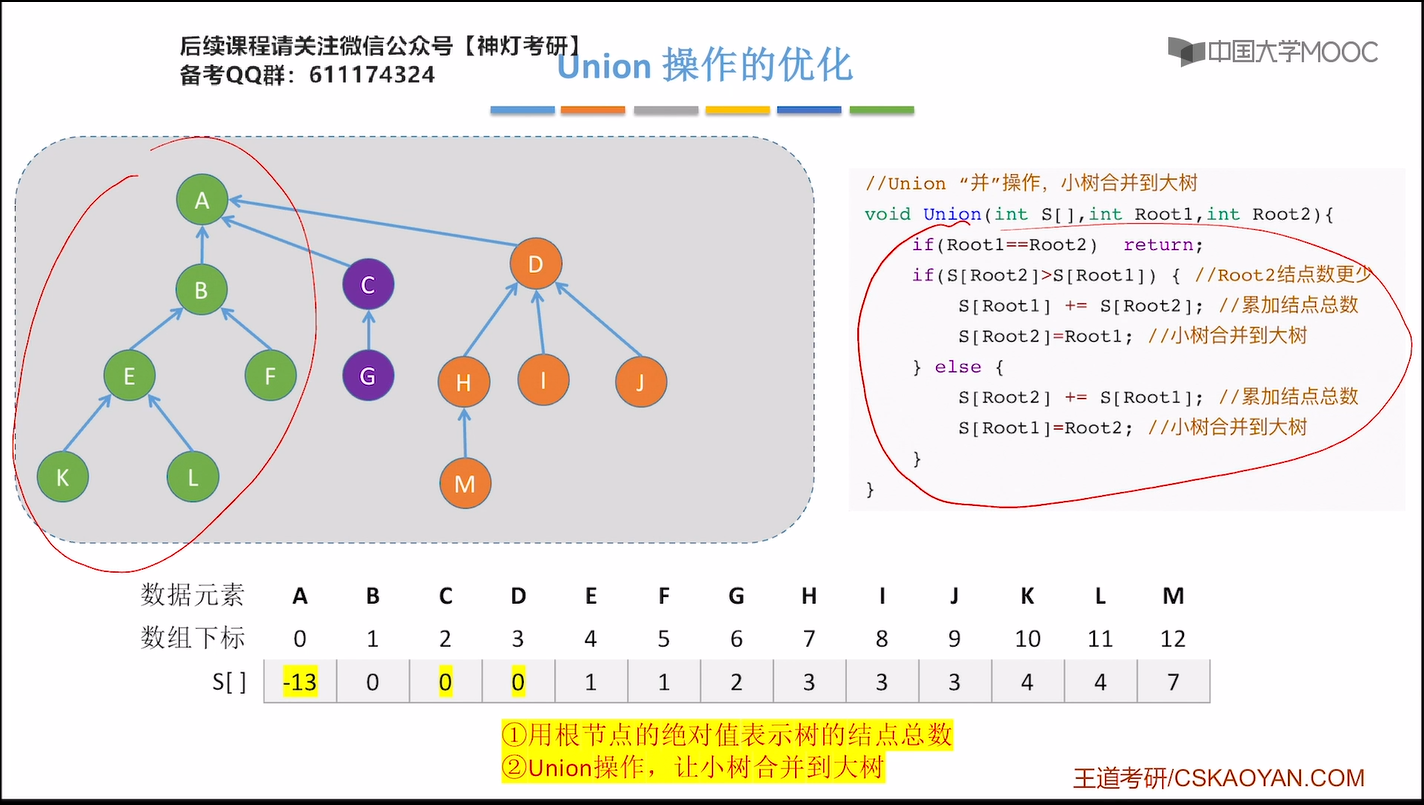 后续课程请关注微信公众号【神灯考研】
备考QQ群：611174324
Union 操作的优化
中国大学MOOC
A
B
C
D
E
F
G
H
I
J
K
L
M
//Union “并”操作，小树合并到大树
void Union(int S[],int Root1,int Root2){
if(Root1==Root2) return;
if(S[Root2]>S[Root1]) { //Root2结点数更少
S[Root1] += S[Root2]; //累加结点总数
S[Root2]=Root1; //小树合并到大树
} else {
S[Root2] += S[Root1]; //累加结点总数
S[Root1]=Root2; //小树合并到大树
}
}
数据元素 A B C D E F G H I J K L M
数组下标 0 1 2 3 4 5 6 7 8 9 10 11 12
S[ ] -13 0 0 0 1 1 2 3 3 3 4 4 7
①用根节点的绝对值表示树的结点总数
②Union操作，让小树合并到大树
王道考研/CSKAOYAN.COM